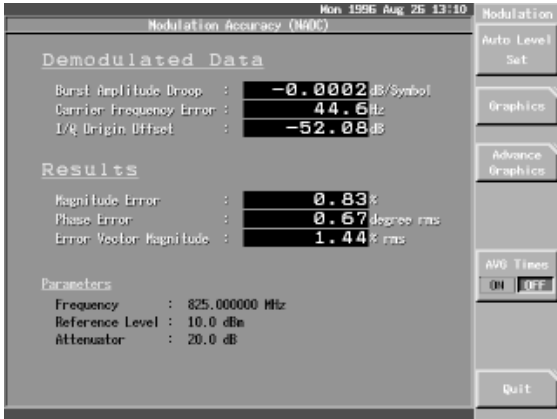 Mon 1996 Aug 26 13:10
Modulation Accuracy (NADC)
Demodulated Data
Burst Amplitude Droop : -0.0002 dB/Symbol
Carrier Frequency Error : 44.6 Hz
I/Q Origin Offset : -52.08 dB
Results
Magnitude Error : 0.83 %
Phase Error : 0.67 degree rms
Error Vector Magnitude : 1.44 % rms
Parameters
Frequency : 825.000000 MHz
Reference Level : 10.0 dBm
Attenuator : 20.0 dB
Modulation
Auto Level
Set
Graphics
Advance
Graphics
AVG Times
ON OFF
Quit